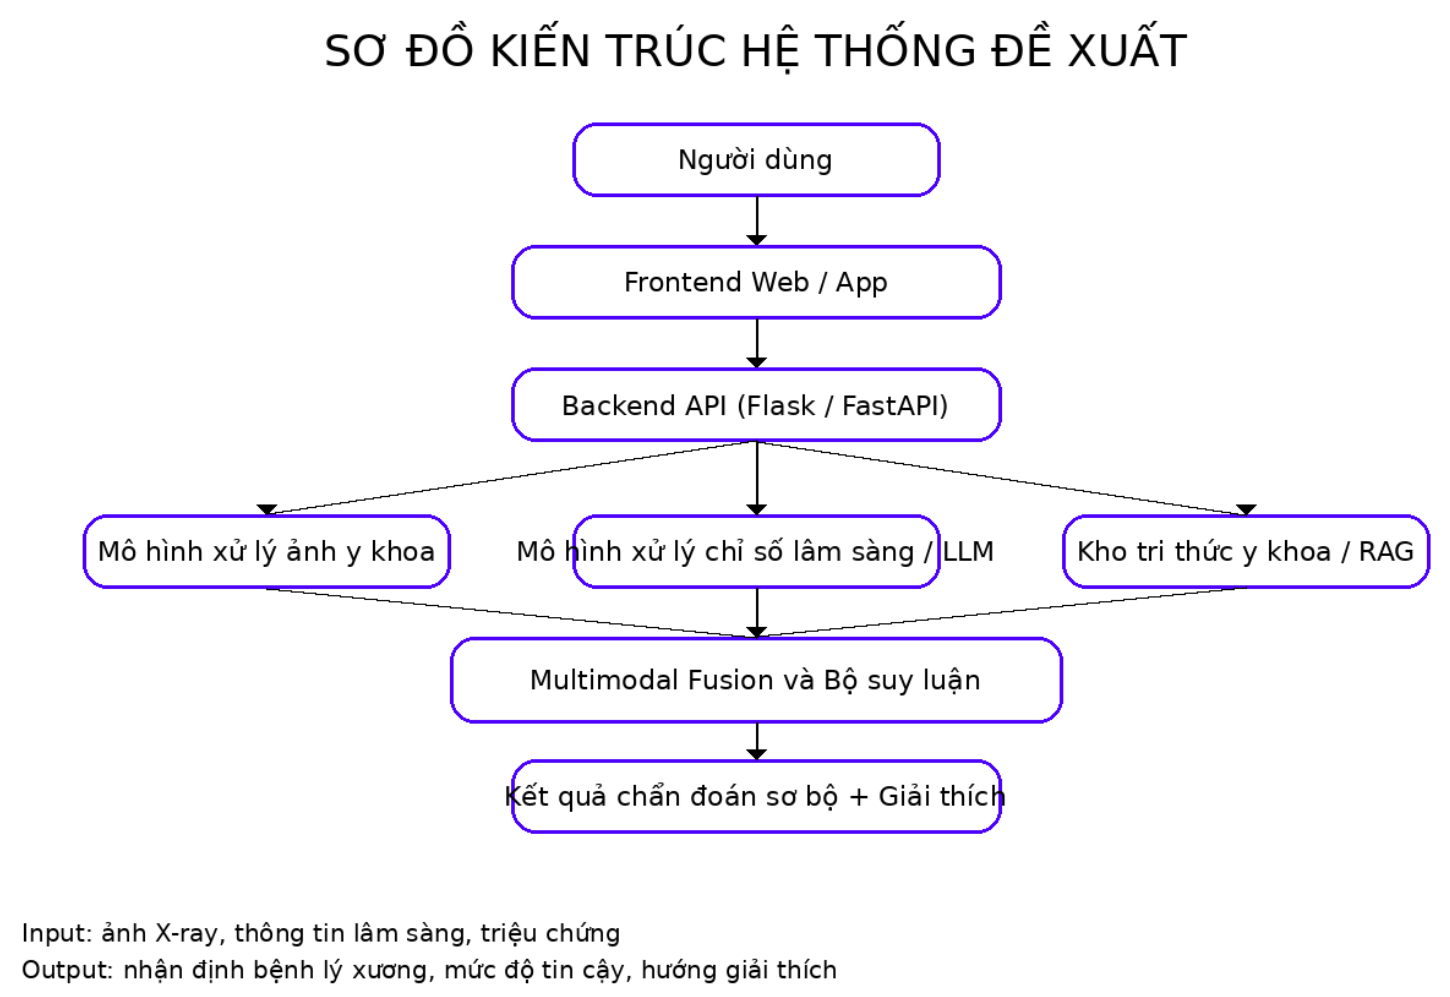 SƠ ĐỒ KIẾN TRÚC HỆ THỐNG ĐỀ XUẤT
Người dùng
Frontend Web / App
Backend API (Flask / FastAPI)
Mô hình xử lý ảnh y khoa
Mô hình xử lý chỉ số lâm sàng / LLM
Kho tri thức y khoa / RAG
Multimodal Fusion và Bộ suy luận
Kết quả chẩn đoán sơ bộ + Giải thích
Input: ảnh X-ray, thông tin lâm sàng, triệu chứng
Output: nhận định bệnh lý xương, mức độ tin cậy, hướng giải thích